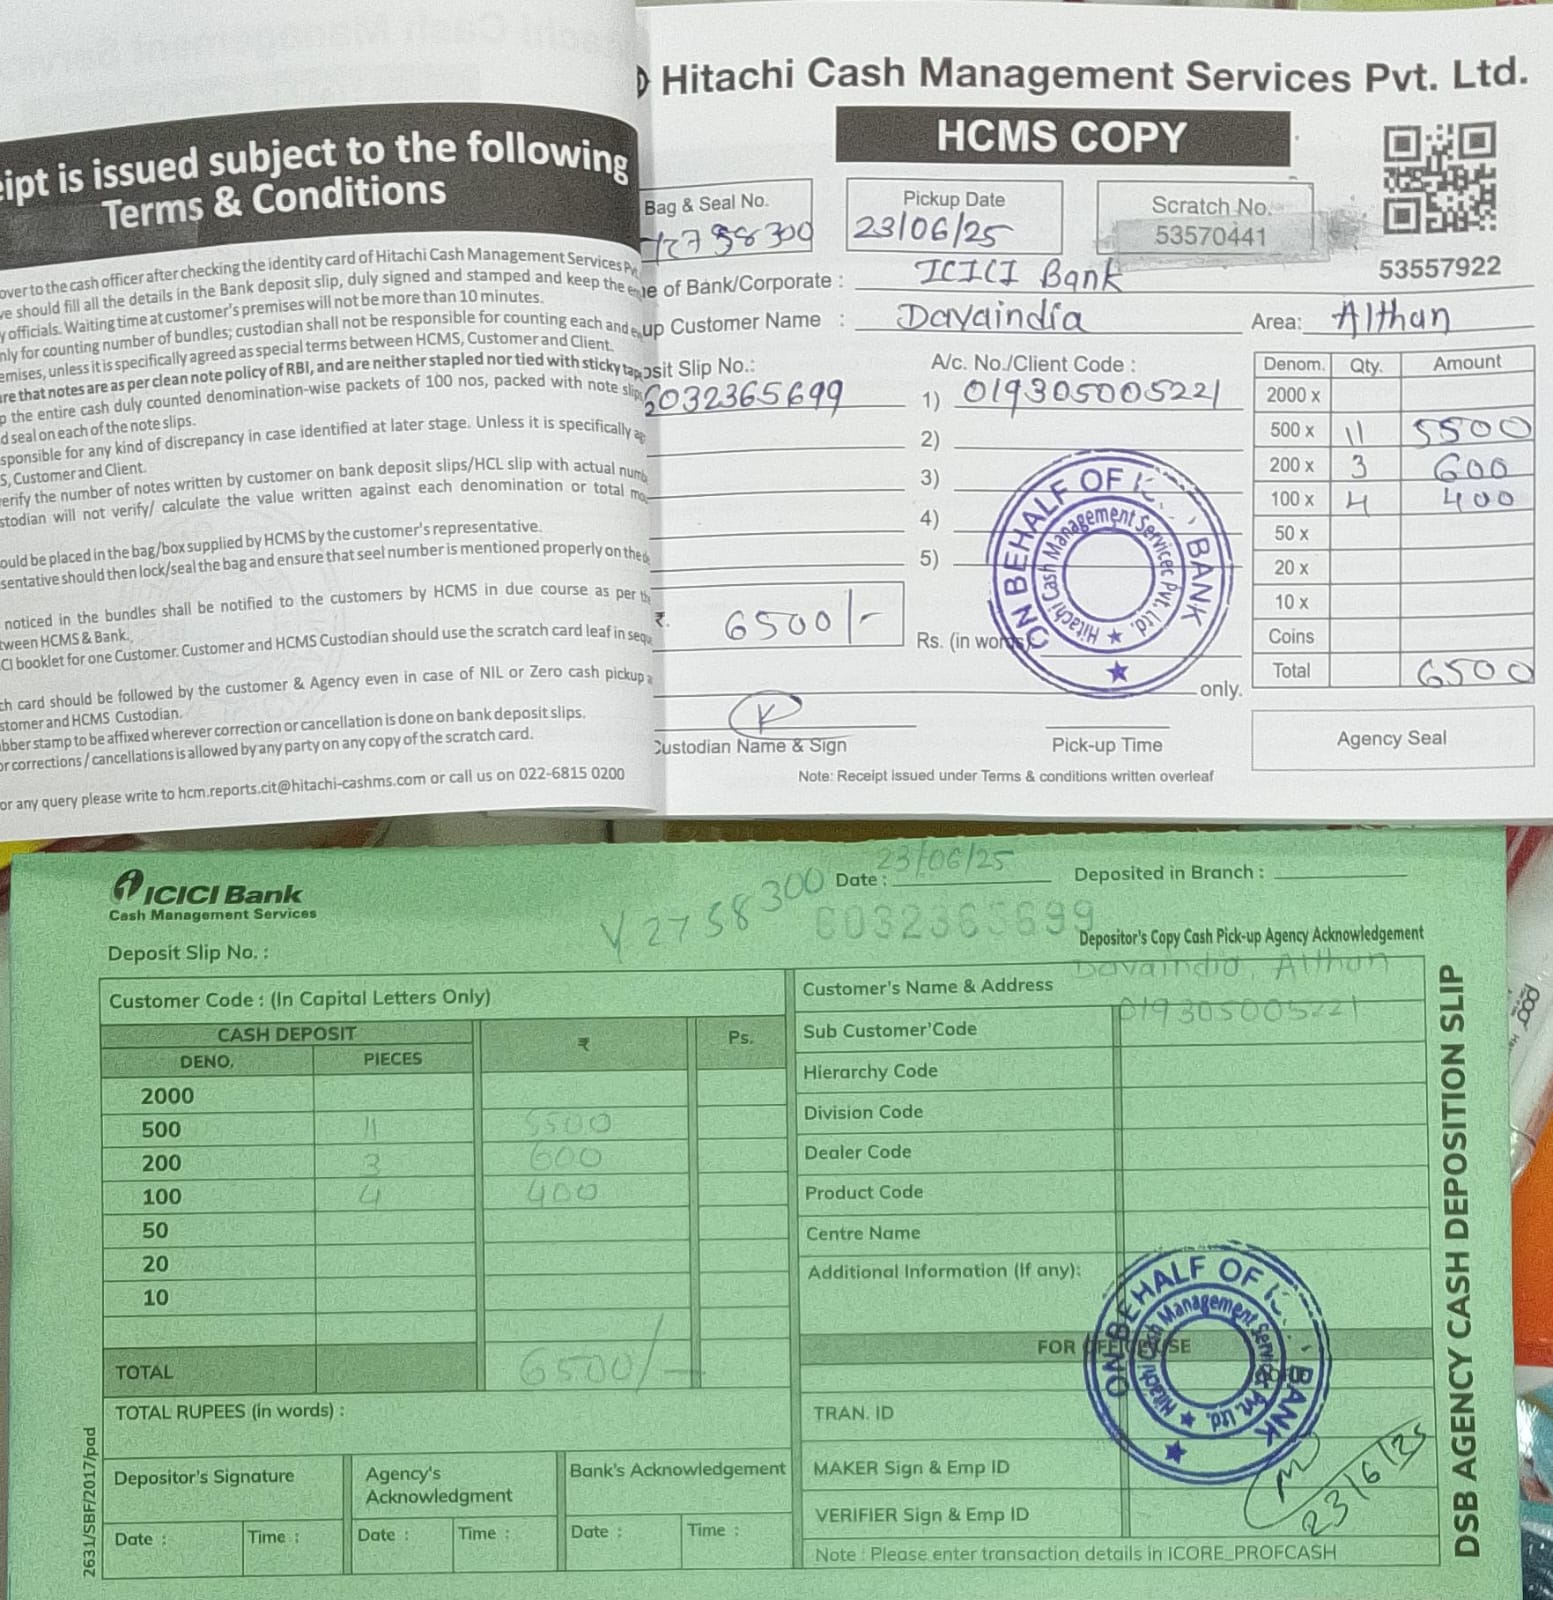 Hitachi Cash Management Services Pvt. Ltd.
HCMS COPY
Bag & Seal No.
Pickup Date
23/06/25
Scratch No.
53570441
53557922
e of Bank/Corporate : ICICI Bank
up Customer Name : Davaindia Area: Althan
osit Slip No.:
6032365699
A/c. No./Client Code :
1) 019305005221
2)
3)
4)
5)
Denom. Qty. Amount
2000 x
500 x 11 5500
200 x 3 600
100 x 4 400
50 x
20 x
10 x
Coins
Total 6500
₹. 6500/-
Rs. (in words):
only.
ON BEHALF OF BANK
Hitachi Cash Management Services Pvt. Ltd.
Custodian Name & Sign
Pick-up Time
Agency Seal
Note: Receipt issued under Terms & conditions written overleaf
eipt is issued subject to the following
Terms & Conditions
over to the cash officer after checking the identity card of Hitachi Cash Management Services
ve should fill all the details in the Bank deposit slip, duly signed and stamped and keep the
y officials. Waiting time at customer's premises will not be more than 10 minutes.
nly for counting number of bundles; custodian shall not be responsible for counting each and
emises, unless it is specifically agreed as special terms between HCMS, Customer and Client.
re that notes are as per clean note policy of RBI, and are neither stapled nor tied with sticky
p the entire cash duly counted denomination-wise packets of 100 nos, packed with note
d seal on each of the note slips.
sponsible for any kind of discrepancy in case identified at later stage. Unless it is specifically
S, Customer and Client.
verify the number of notes written by customer on bank deposit slips/HCL slip with actual
stodian will not verify/ calculate the value written against each denomination or total
ould be placed in the bag/box supplied by HCMS by the customer's representative.
sentative should then lock/seal the bag and ensure that seel number is mentioned properly on the
noticed in the bundles shall be notified to the customers by HCMS in due course as per
tween HCMS & Bank.
CI booklet for one Customer. Customer and HCMS Custodian should use the scratch card leaf in
ch card should be followed by the customer & Agency even in case of NIL or Zero cash pickup
stomer and HCMS Custodian.
bber stamp to be affixed wherever correction or cancellation is done on bank deposit slips.
or corrections / cancellations is allowed by any party on any copy of the scratch card.
or any query please write to hcm.reports.cit@hitachi-cashms.com or call us on 022-6815 0200
ICICI Bank
Cash Management Services
Y2758300
Date : 23/06/25
Deposited in Branch :
6032365699
Deposit Slip No. :
Depositor's Copy Cash Pick-up Agency Acknowledgement
Customer Code : (In Capital Letters Only)
CASH DEPOSIT
DENO. PIECES ₹ Ps.
2000
500 11 5500
200 3 600
100 4 400
50
20
10
TOTAL 6500/-
TOTAL RUPEES (in words) :
Depositor's Signature
Agency's Acknowledgment
Bank's Acknowledgement
Date : Time : Date : Time : Date : Time :
Customer's Name & Address Davaindia, Althan
Sub Customer'Code 019305005221
Hierarchy Code
Division Code
Dealer Code
Product Code
Centre Name
Additional Information (If any):
FOR OFFICE USE
ON BEHALF OF BANK
Hitachi Cash Management Services Pvt. Ltd.
TRAN. ID
MAKER Sign & Emp ID
23/6/25
VERIFIER Sign & Emp ID
Note : Please enter transaction details in ICORE_PROFCASH
DSB AGENCY CASH DEPOSITION SLIP
2631/SBF/2017/pad